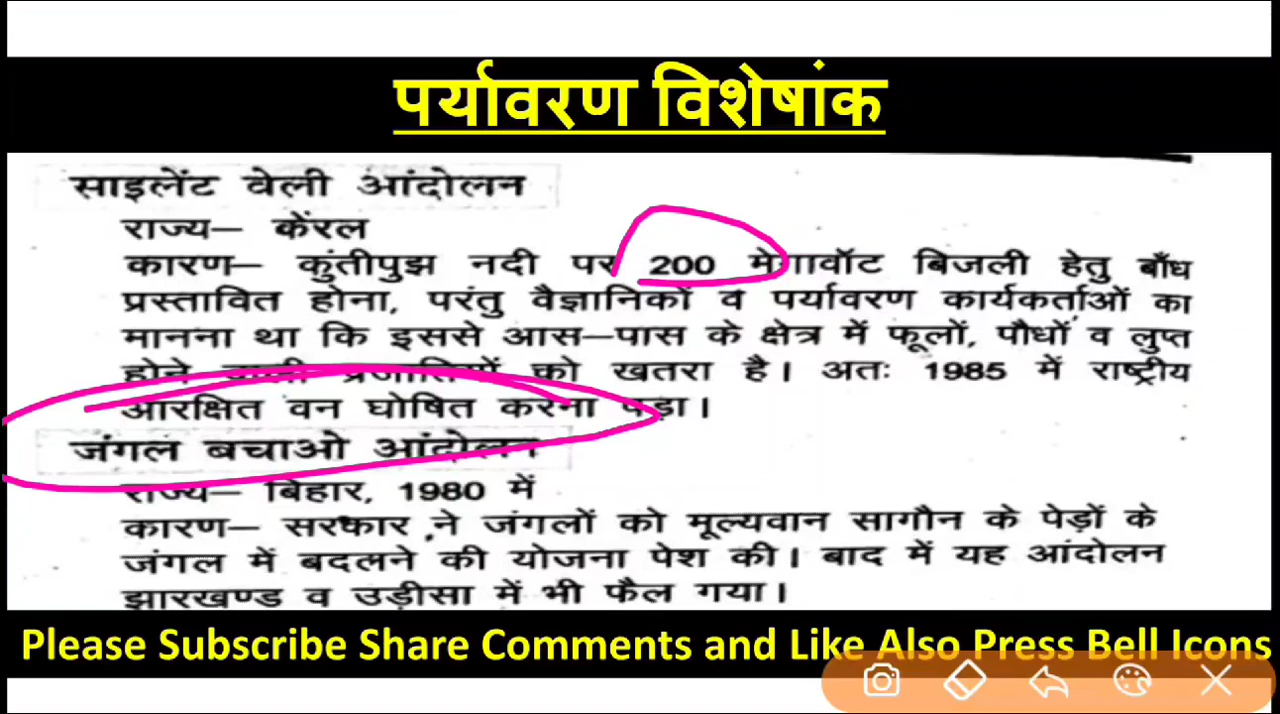 पर्यावरण विशेषांक
साइलेंट वेली आंदोलन
राज्य– केंरल
कारण– कुंतीपुझ नदी पर 200 मेगावॉट बिजली हेतु बाँध
प्रस्तावित होना, परंतु वैज्ञानिकों व पर्यावरण कार्यकर्ताओं का
मानना था कि इससे आस–पास के क्षेत्र में फूलों, पौधों व लुप्त
होने वाली प्रजातियों को खतरा है। अतः 1985 में राष्ट्रीय
आरक्षित वन घोषित करना पड़ा।
जंगल बचाओ आंदोलन
राज्य– बिहार, 1980 में
कारण– सरकार ने जंगलों को मूल्यवान सागौन के पेड़ों के
जंगल में बदलने की योजना पेश की। बाद में यह आंदोलन
झारखण्ड व उड़ीसा में भी फैल गया।
Please Subscribe Share Comments and Like Also Press Bell Icons